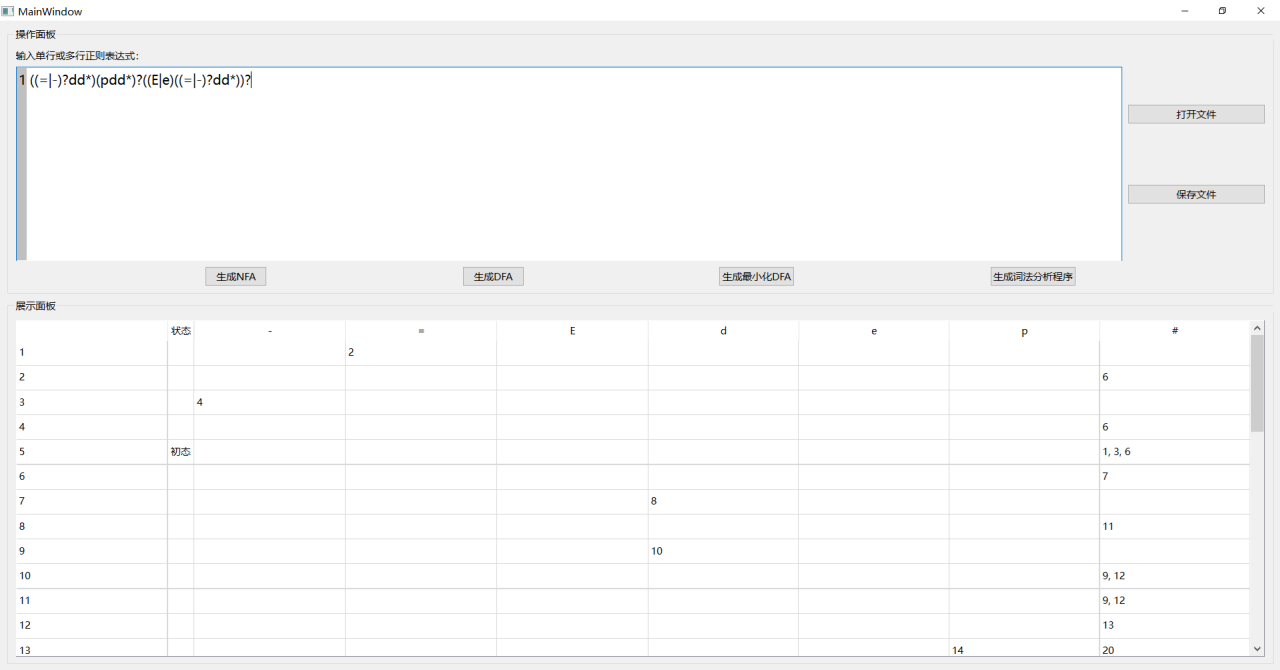 MainWindow
操作面板
输入单行或多行正则表达式:
1 ((=|-)?dd*)(pdd*)?((E|e)((=|-)?dd*))?
打开文件
保存文件
生成NFA 生成DFA 生成最小化DFA 生成词法分析程序
展示面板
状态 - = E d e p #
1 2
2 6
3 4
4 6
5 初态 1, 3, 6
6 7
7 8
8 11
9 10
10 9, 12
11 9, 12
12 13
13 14 20